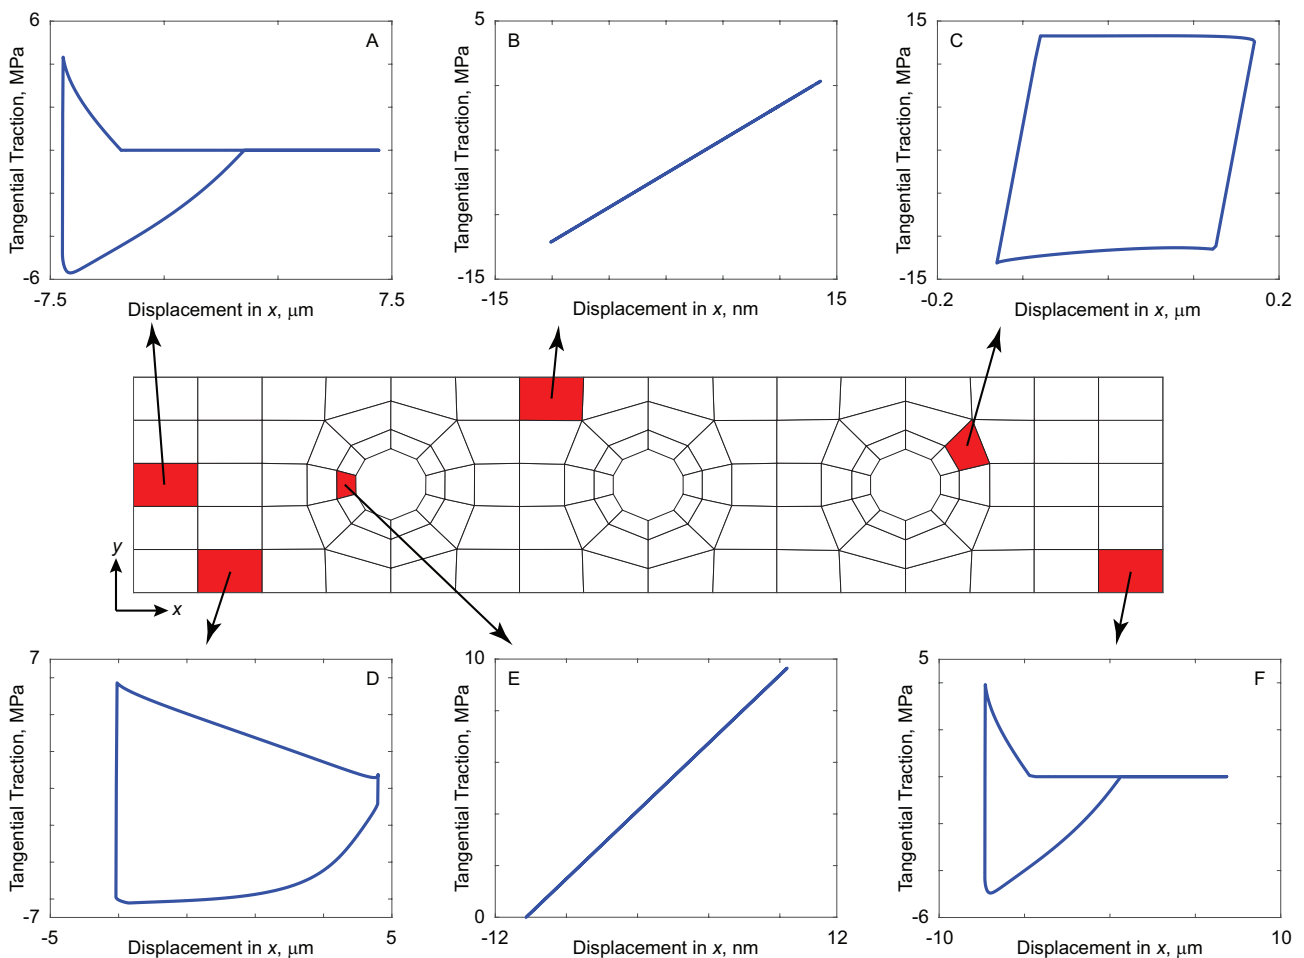 6
A
Tangential Traction, MPa
-6
-7.5
7.5
Displacement in x, μm
5
B
Tangential Traction, MPa
-15
-15
15
Displacement in x, nm
15
C
Tangential Traction, MPa
-15
-0.2
0.2
Displacement in x, μm
y
x
7
D
Tangential Traction, MPa
-7
-5
5
Displacement in x, μm
10
E
Tangential Traction, MPa
0
-12
12
Displacement in x, nm
5
F
Tangential Traction, MPa
-6
-10
10
Displacement in x, μm